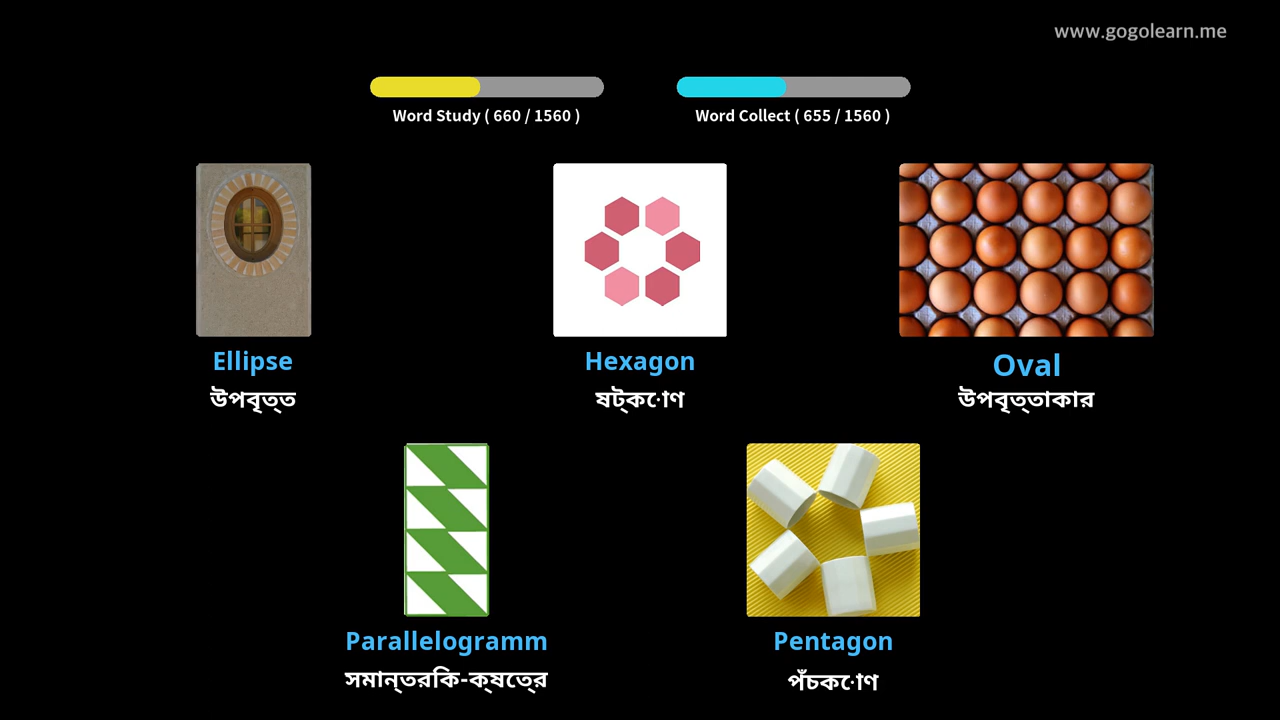 www.gogolearn.me
Word Study ( 660 / 1560 )
Word Collect ( 655 / 1560 )
Ellipse
Hexagon
Oval
উপবৃত্ত
ষট্কোণ
উপবৃত্তাকার
Parallelogramm
Pentagon
সমান্তরিক-ক্ষেত্র
পঁচকোণ